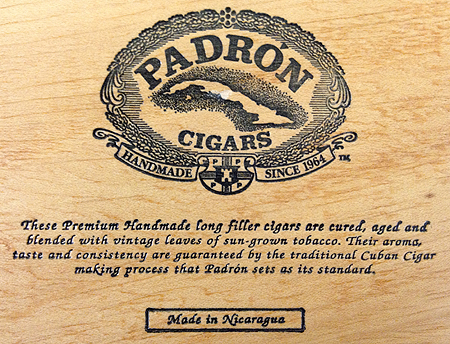 PADRÓN
CIGARS
HANDMADE SINCE 1964 ™
P P
P R
These Premium Handmade long filler cigars are cured, aged and
blended with vintage leaves of sun-grown tobacco. Their aroma,
taste and consistency are guaranteed by the traditional Cuban Cigar
making process that Padrón sets as its standard.
Made in Nicaragua